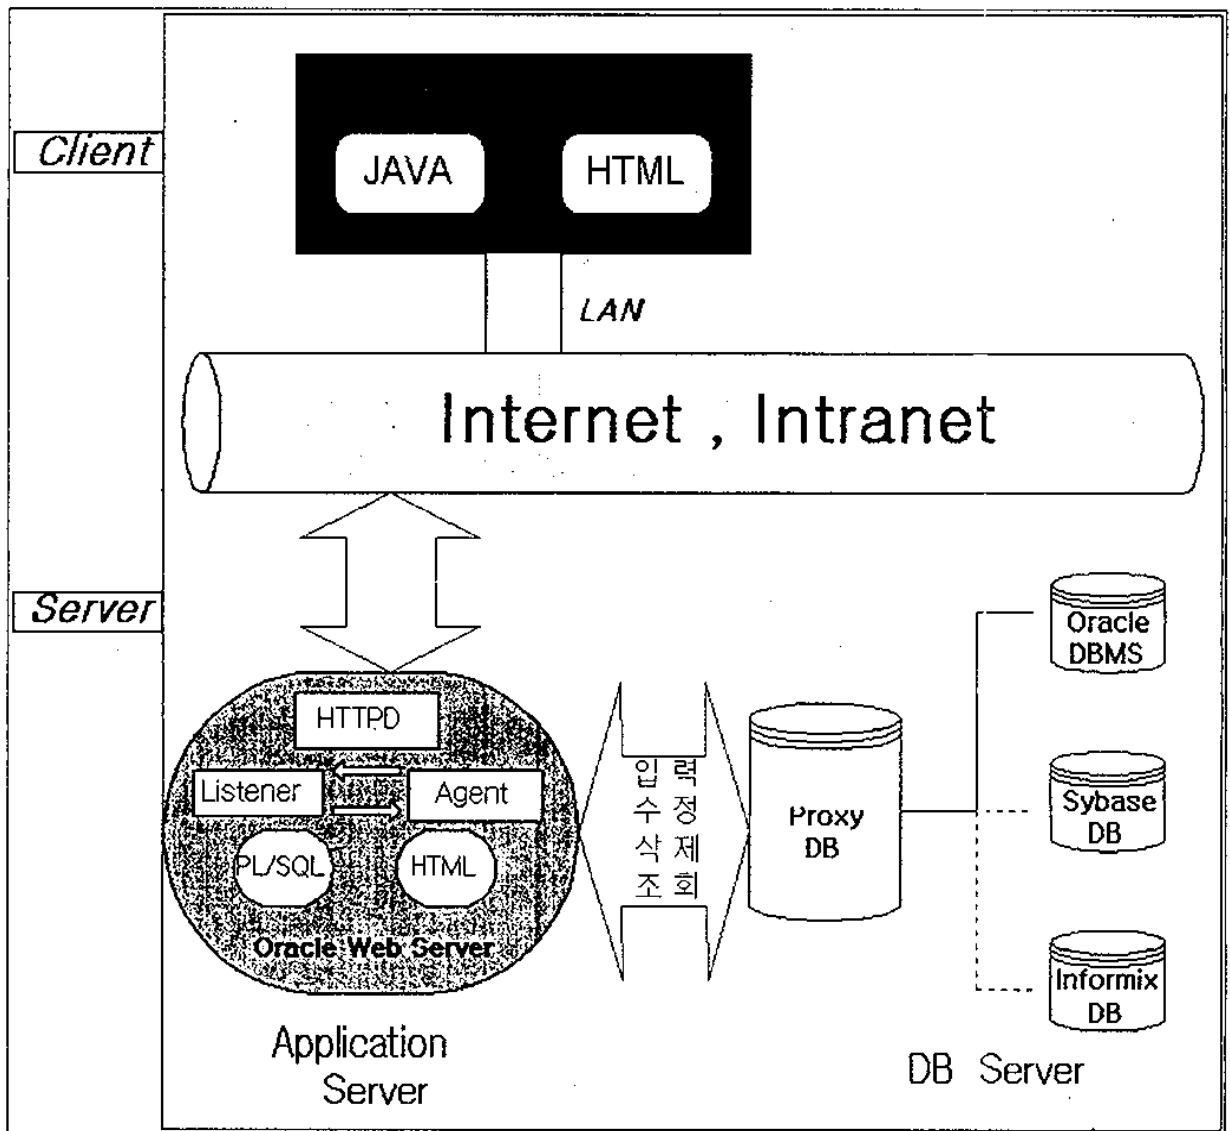 Client
JAVA
HTML
LAN
Internet , Intranet
Server
HTTPD
Listener
Agent
PL/SQL
HTML
Oracle Web Server
Application
Server
입 력
수 정
삭 제
조 회
Proxy
DB
Oracle
DBMS
Sybase
DB
Informix
DB
DB Server